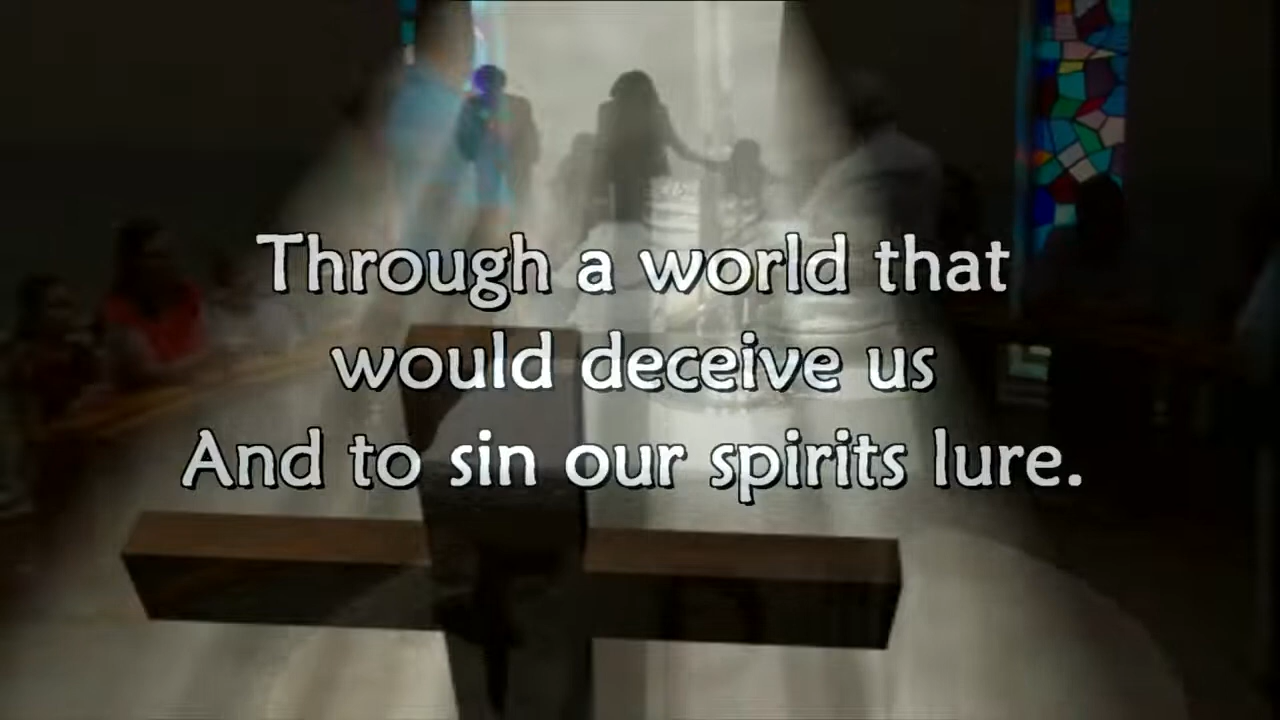 Through a world that
would deceive us
And to sin our spirits lure.